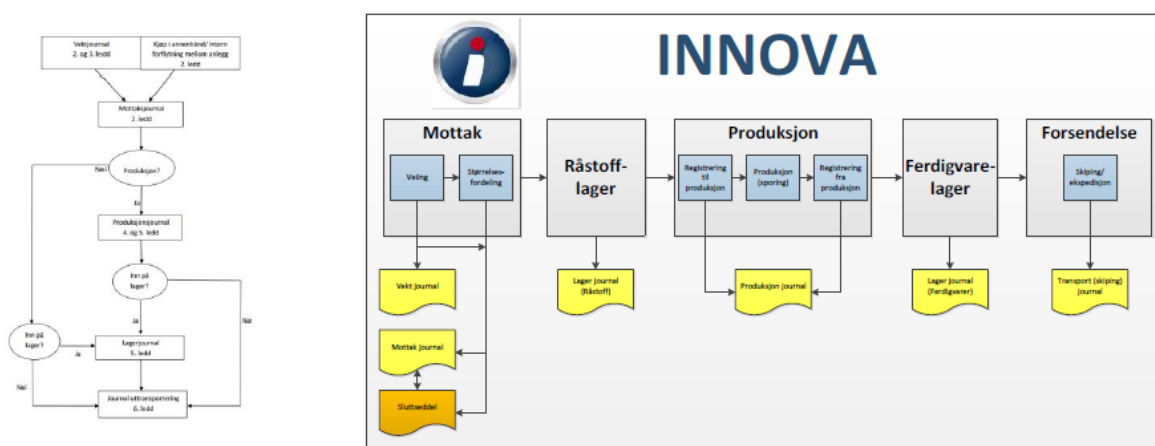 Vektjournal
2. og 3. ledd
Kjøp i annenhånd/ intern
forflytning mellom anlegg
2. ledd
Mottaksjournal
2. ledd
Nei
Produksjon?
Ja
Produksjonsjournal
4. og 5. ledd
Inn på
lager?
Ja
Nei
Inn på
lager?
Ja
Lagerjournal
5. ledd
Nei
Journal uttransportering
6. ledd
INNOVA
Mottak
Veiing
Størrelses-
fordeling
Råstoff-
lager
Produksjon
Registrering
til
produksjon
Produksjon
(sporing)
Registrering
fra
produksjon
Ferdigvare-
lager
Forsendelse
Skiping/
ekspedisjon
Vekt journal
Lager journal
(Råstoff)
Produksjon journal
Lager journal
(Ferdigvarer)
Transport (skiping)
journal
Mottak journal
Sluttseddel